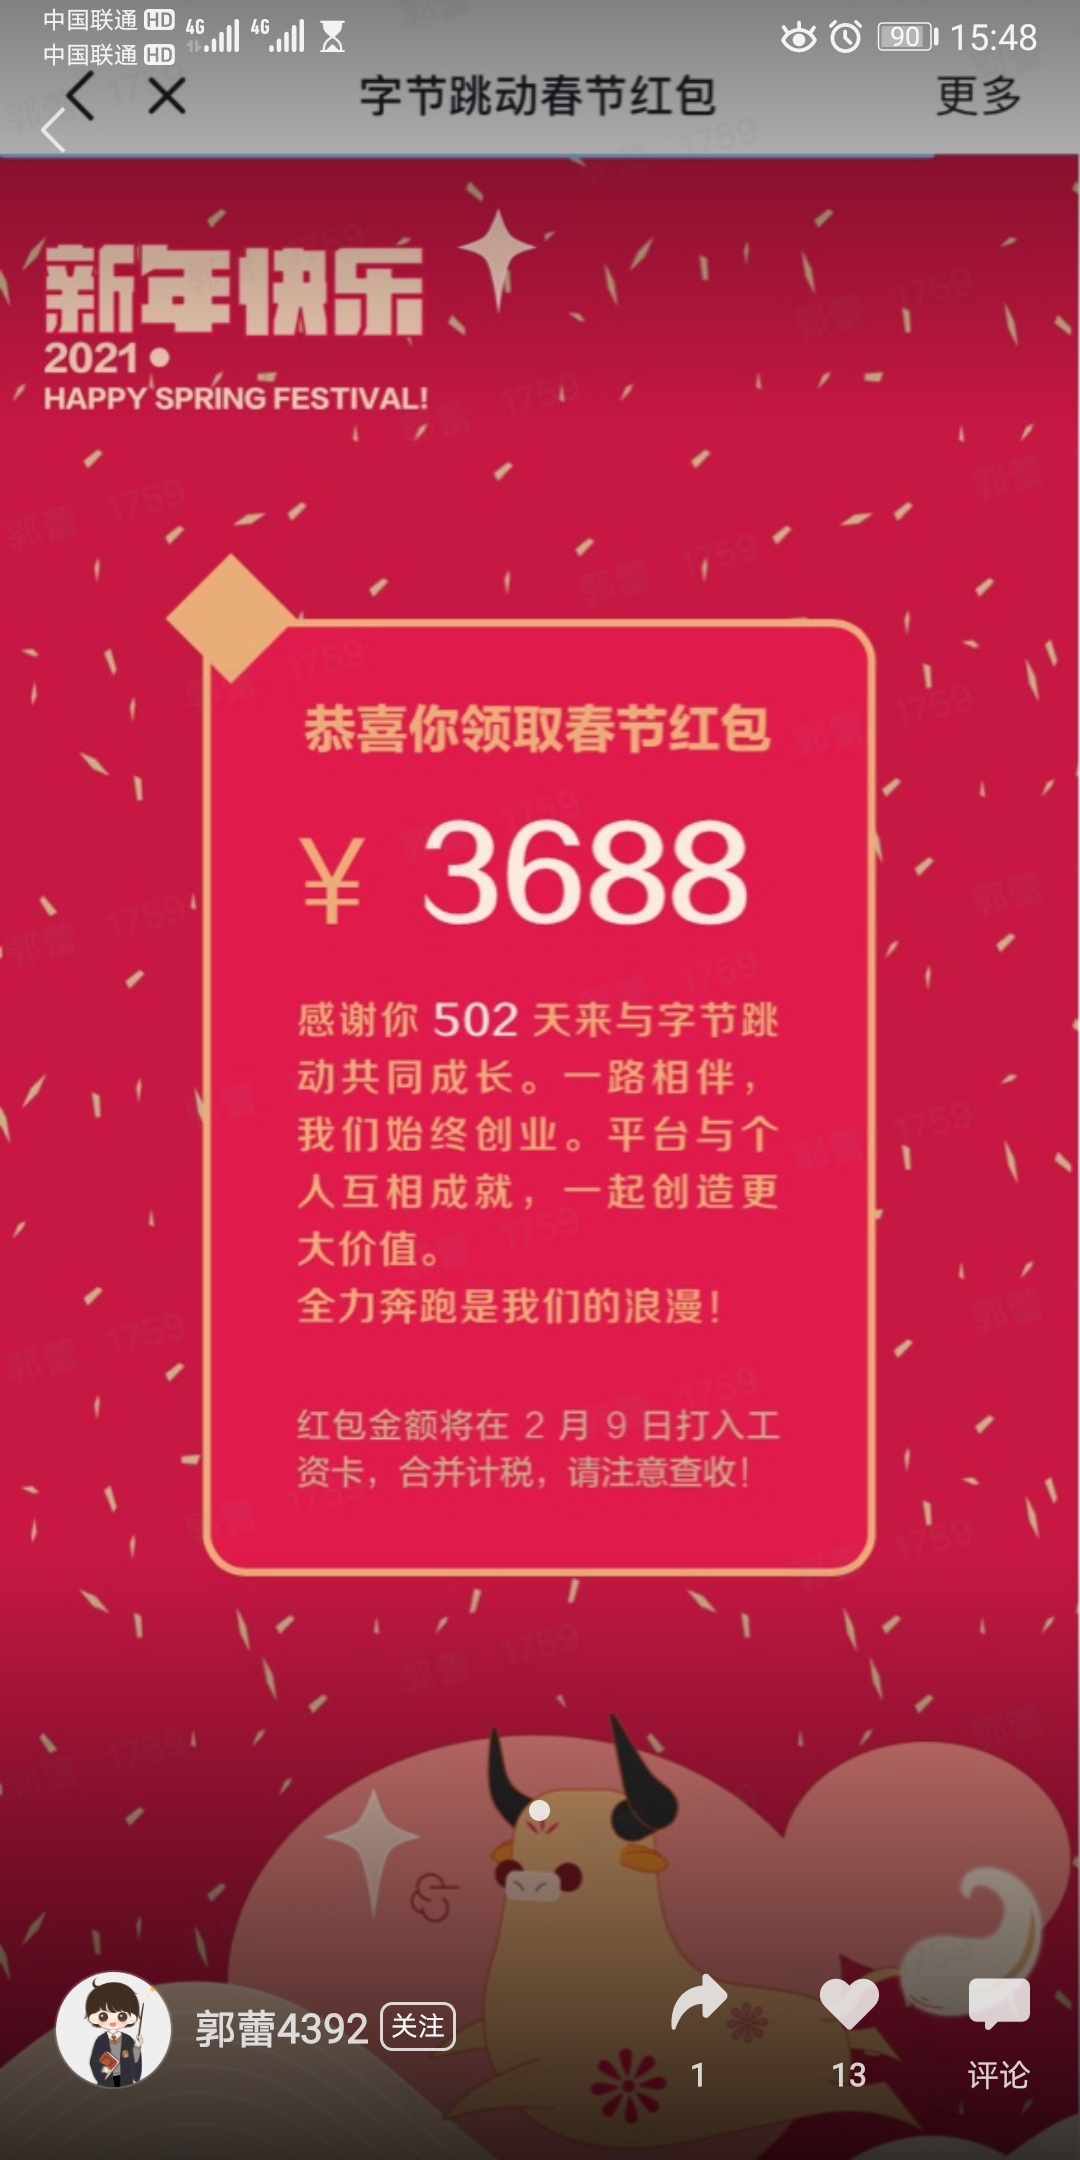 中国联通 HD 4G 4G 90 15:48
中国联通 HD
字节跳动春节红包 更多
新年快乐
2021
HAPPY SPRING FESTIVAL!
恭喜你领取春节红包
¥ 3688
感谢你 502 天来与字节跳
动共同成长。一路相伴，
我们始终创业。平台与个
人互相成就，一起创造更
大价值。
全力奔跑是我们的浪漫！
红包金额将在 2 月 9 日打入工
资卡，合并计税，请注意查收！
郭蕾4392 关注
1 13 评论
郭蕾 1759